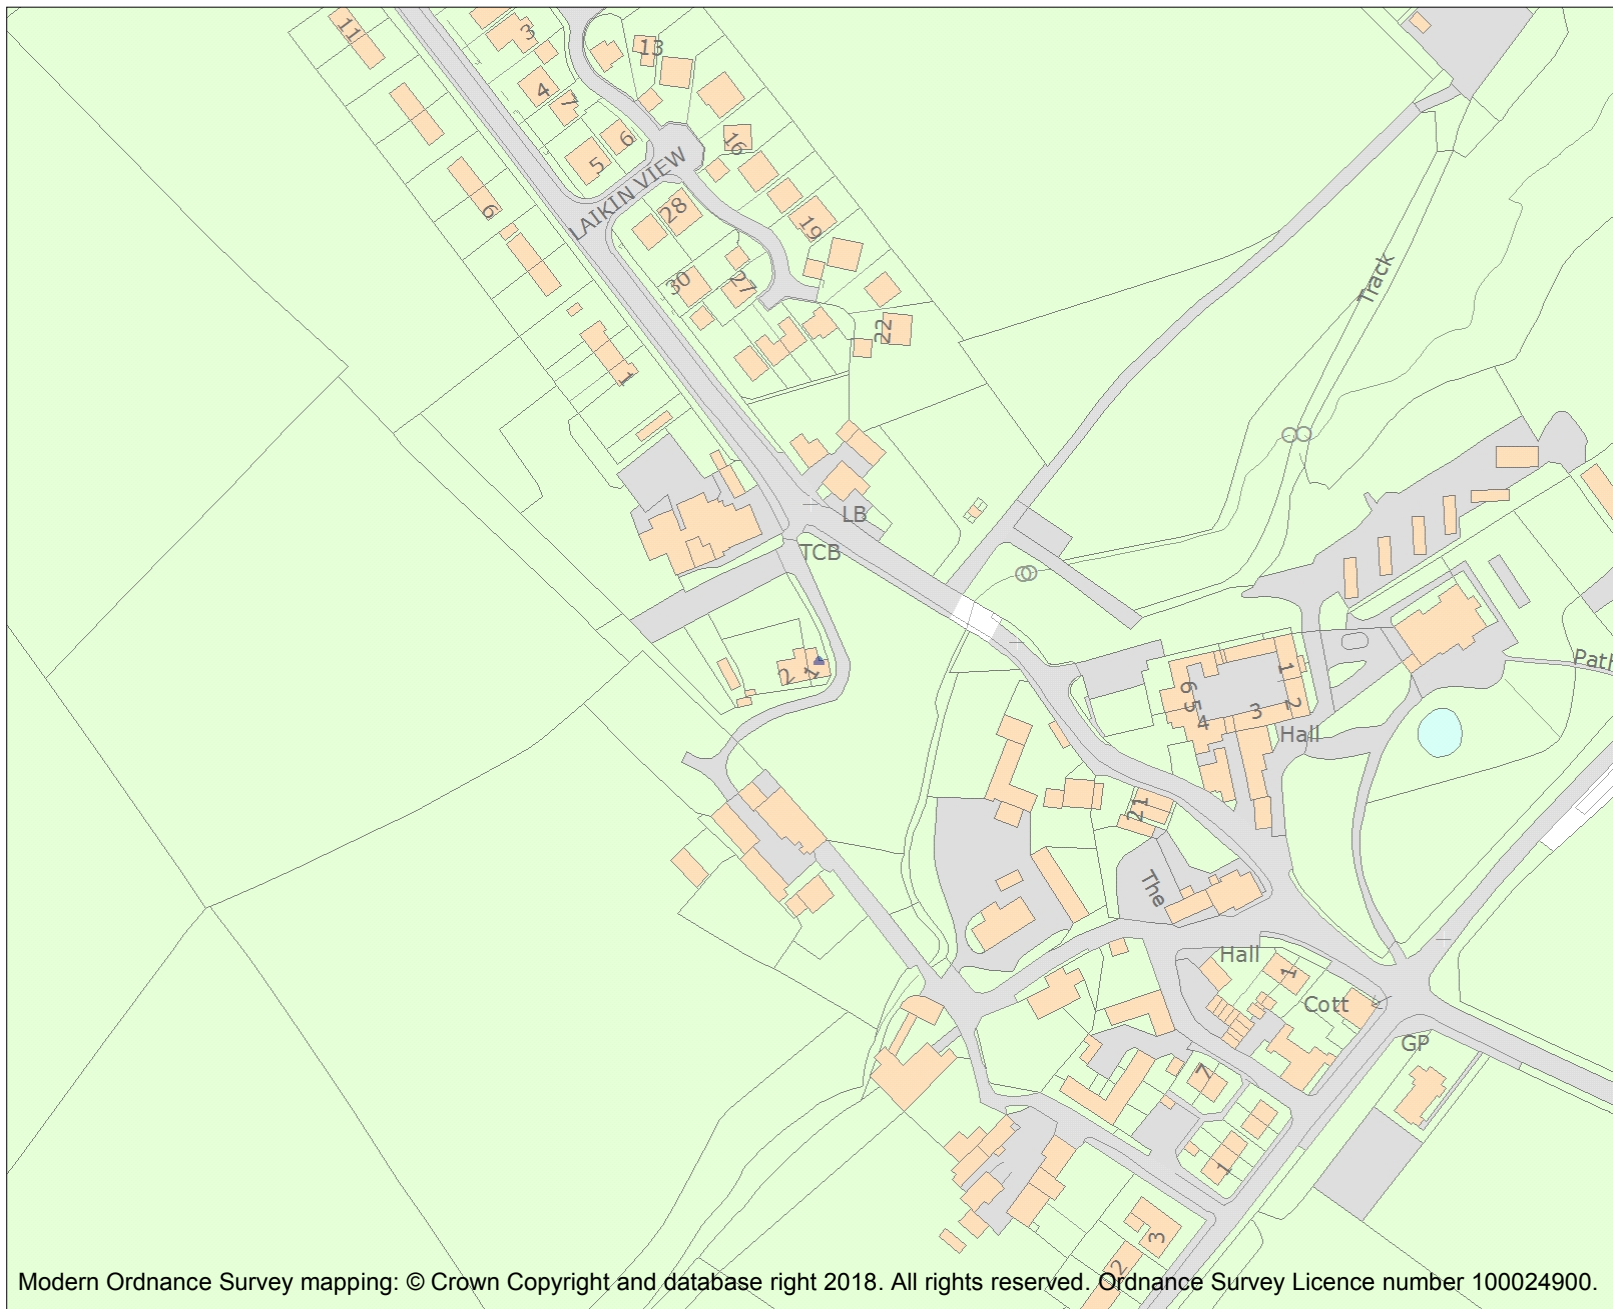 11
3
13
4
7
6
5
16
LAIKIN VIEW
6
28
19
30
27
22
1
Track
LB
TCB
Path
2
1
6
5
4
3
1
2
Hall
21
The
Hall
1
Cott
GP
7
1
3
2
Modern Ordnance Survey mapping: © Crown Copyright and database right 2018. All rights reserved. Ordnance Survey Licence number 100024900.